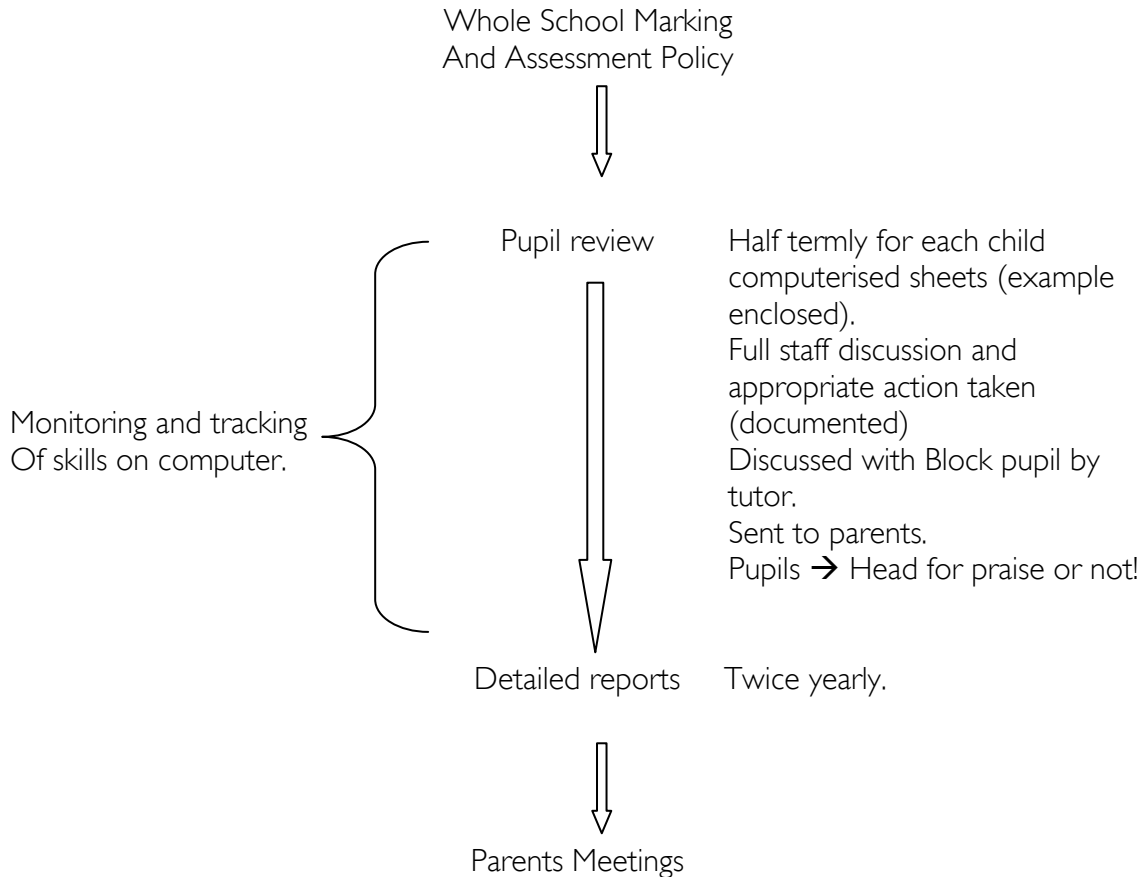 Whole School Marking
And Assessment Policy
Pupil review
Half termly for each child
computerised sheets (example
enclosed).
Full staff discussion and
appropriate action taken
(documented)
Discussed with Block pupil by
tutor.
Sent to parents.
Pupils → Head for praise or not!
Monitoring and tracking
Of skills on computer.
Detailed reports
Twice yearly.
Parents Meetings